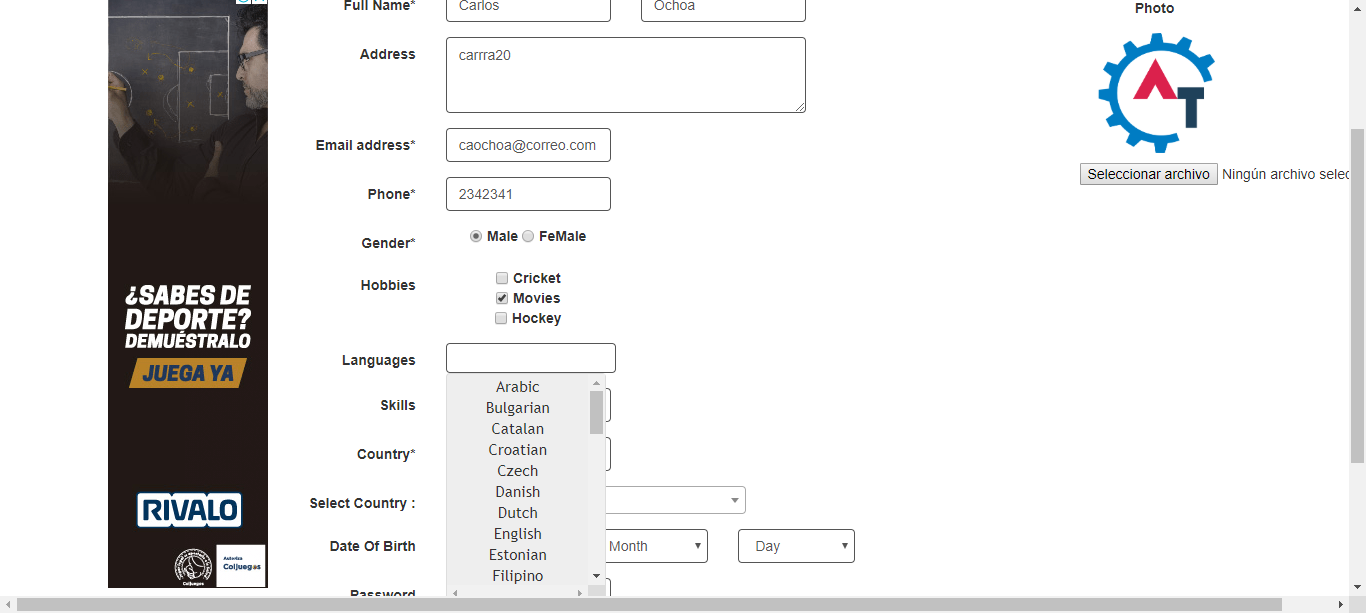 Full Name*
Carlos
Ochoa
Photo
Address
carrra20
Email address*
caochoa@correo.com
Phone*
2342341
Seleccionar archivo
Ningún archivo selec
Gender*
Male
FeMale
Hobbies
Cricket
Movies
Hockey
Languages
Arabic
Bulgarian
Catalan
Croatian
Czech
Danish
Dutch
English
Estonian
Filipino
Skills
Country*
Select Country :
Date Of Birth
Month
Day
Password
¿SABES DE
DEPORTE?
DEMUÉSTRALO
JUEGA YA
RIVALO
Autoriza
Coljuegos
Coljuegos
AT